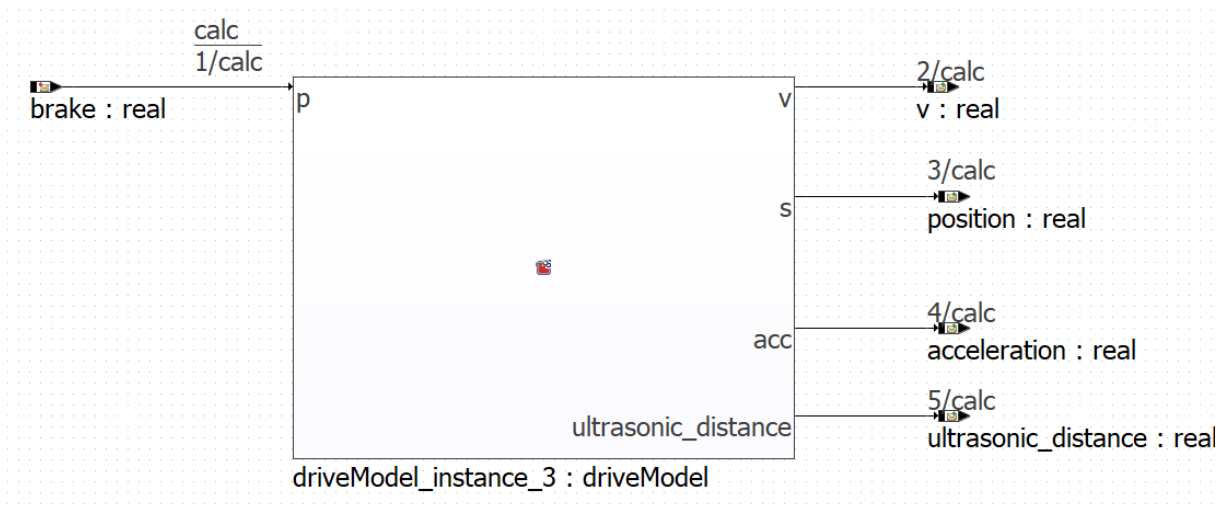 calc
1/calc
brake : real
p
v
2/calc
v : real
3/calc
s
position : real
4/calc
acc
acceleration : real
5/calc
ultrasonic_distance
ultrasonic_distance : real
driveModel_instance_3 : driveModel